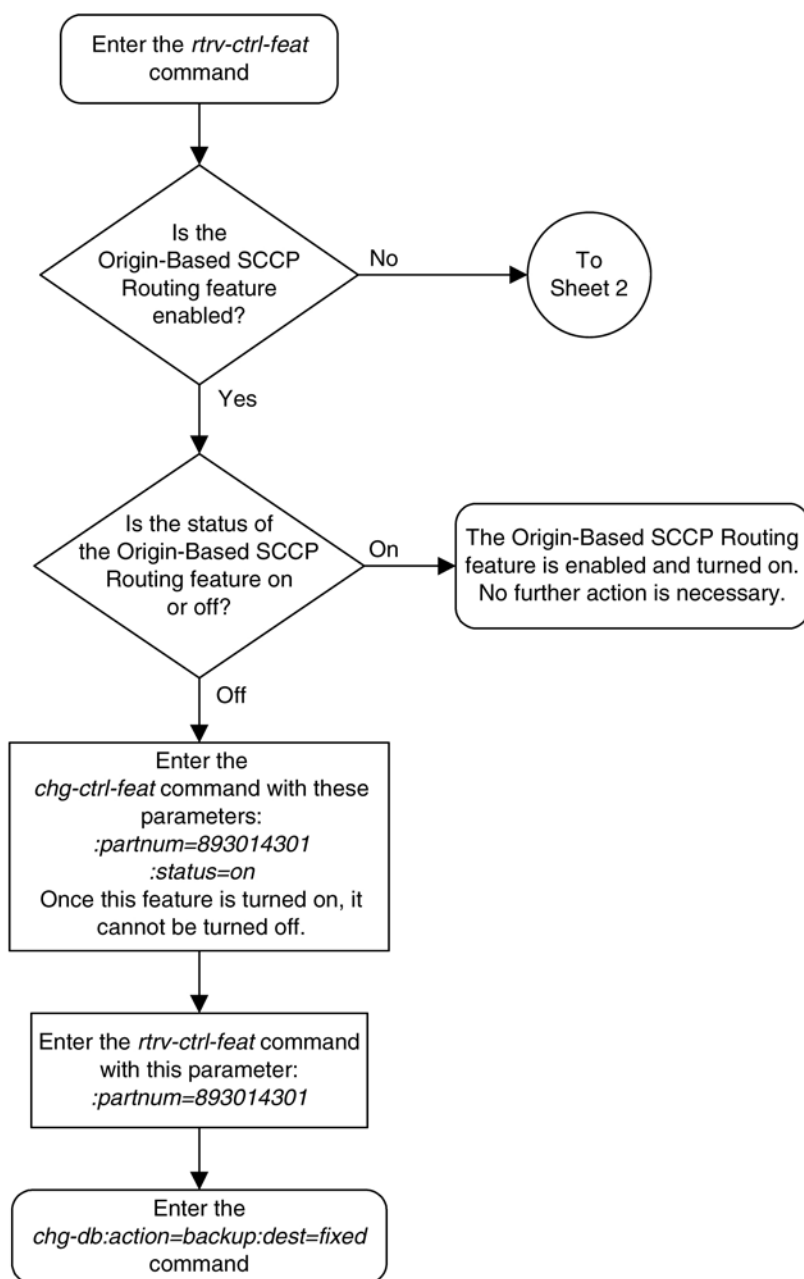 Enter the rtrv-ctrl-feat
command
Is the
Origin-Based SCCP
Routing feature
enabled?
No
To
Sheet 2
Yes
Is the status of
the Origin-Based SCCP
Routing feature on
or off?
On
The Origin-Based SCCP Routing
feature is enabled and turned on.
No further action is necessary.
Off
Enter the
chg-ctrl-feat command with these
parameters:
:partnum=893014301
:status=on
Once this feature is turned on, it
cannot be turned off.
Enter the rtrv-ctrl-feat command
with this parameter:
:partnum=893014301
Enter the
chg-db:action=backup:dest=fixed
command